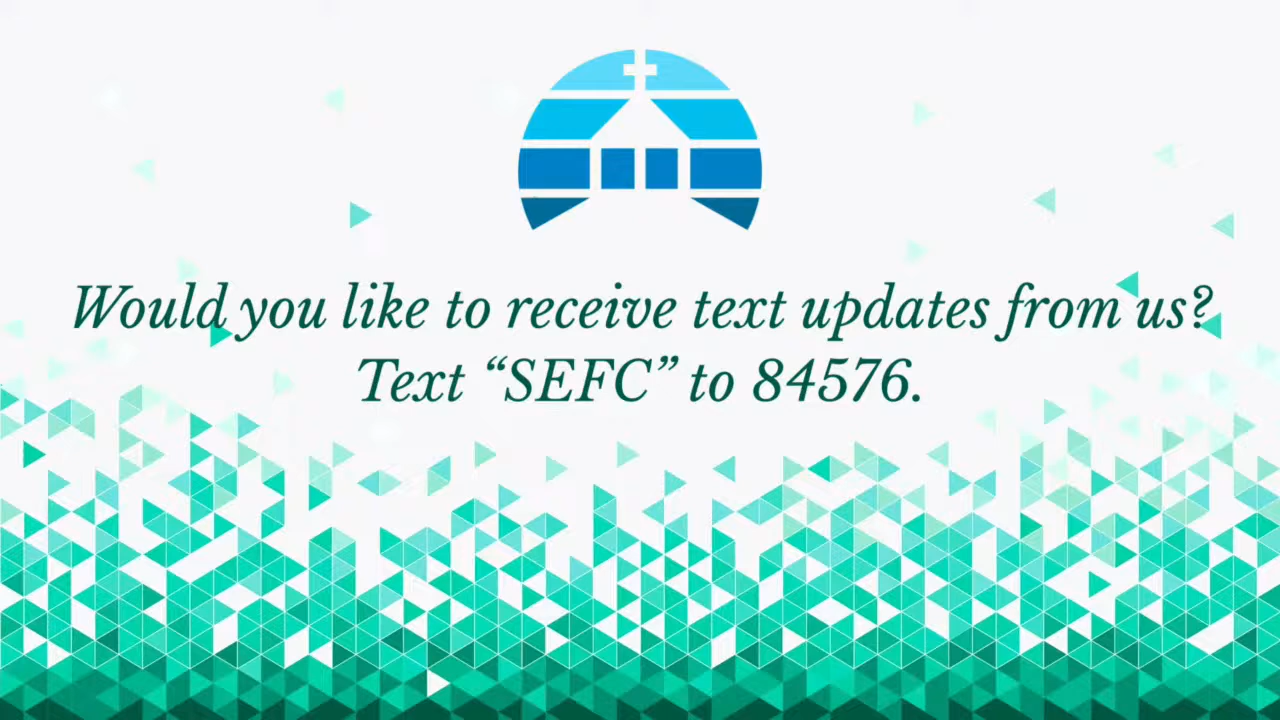 Would you like to receive text updates from us?
Text “SEFC” to 84576.